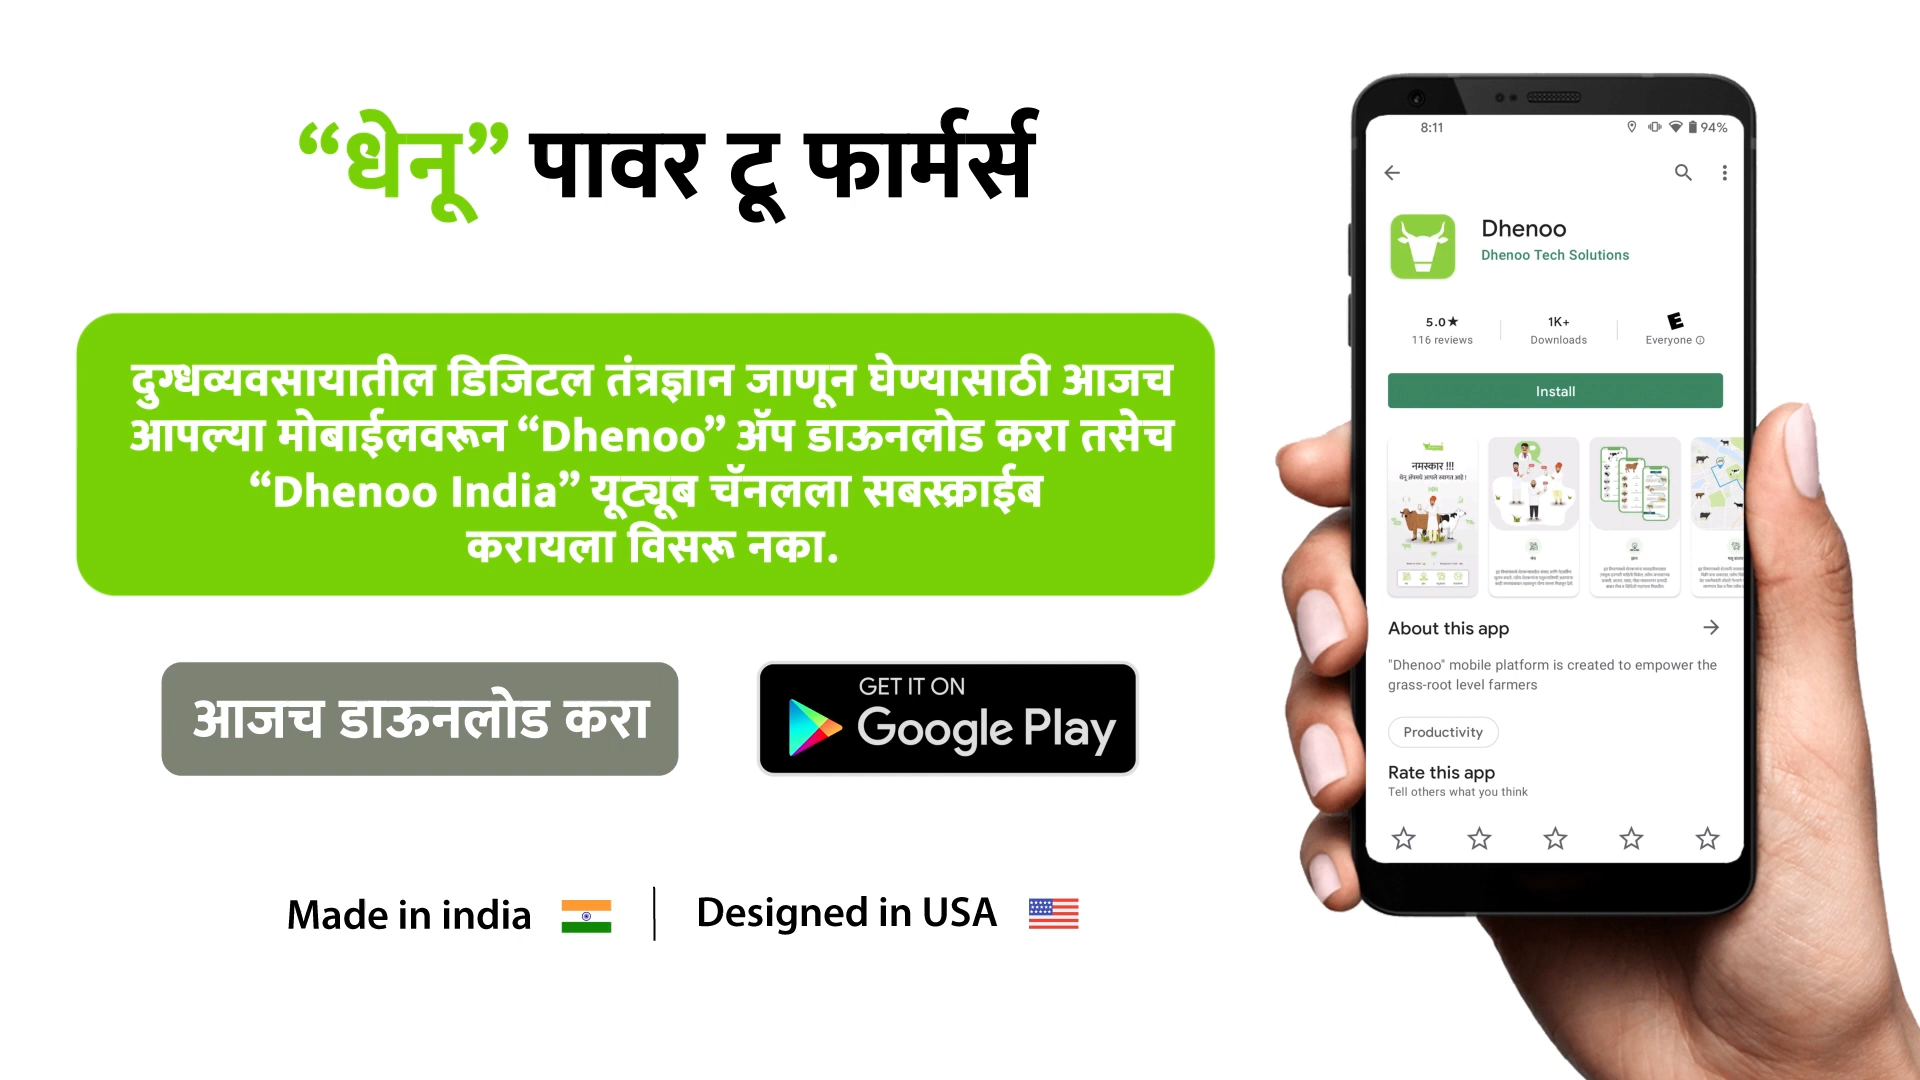 “धेनू” पावर टू फार्मर्स
दुग्धव्यवसायातील डिजिटल तंत्रज्ञान जाणून घेण्यासाठी आजच
आपल्या मोबाईलवरून “Dhenoo” ॲप डाऊनलोड करा तसेच
“Dhenoo India” यूट्यूब चॅनलला सबस्क्राईब
करायला विसरू नका.
आजच डाऊनलोड करा
GET IT ON
Google Play
Made in india
Designed in USA
8:11
94%
Dhenoo
Dhenoo Tech Solutions
5.0★
116 reviews
1K+
Downloads
E
Everyone
Install
नमस्कार !!!
धेनू ॲपमध्ये आपले स्वागत आहे !
About this app
"Dhenoo" mobile platform is created to empower the
grass-root level farmers
Productivity
Rate this app
Tell others what you think